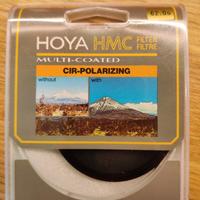 HOYA HMC FILTER
FILTRE
MULTI-COATED
CIR-POLARIZING
without with